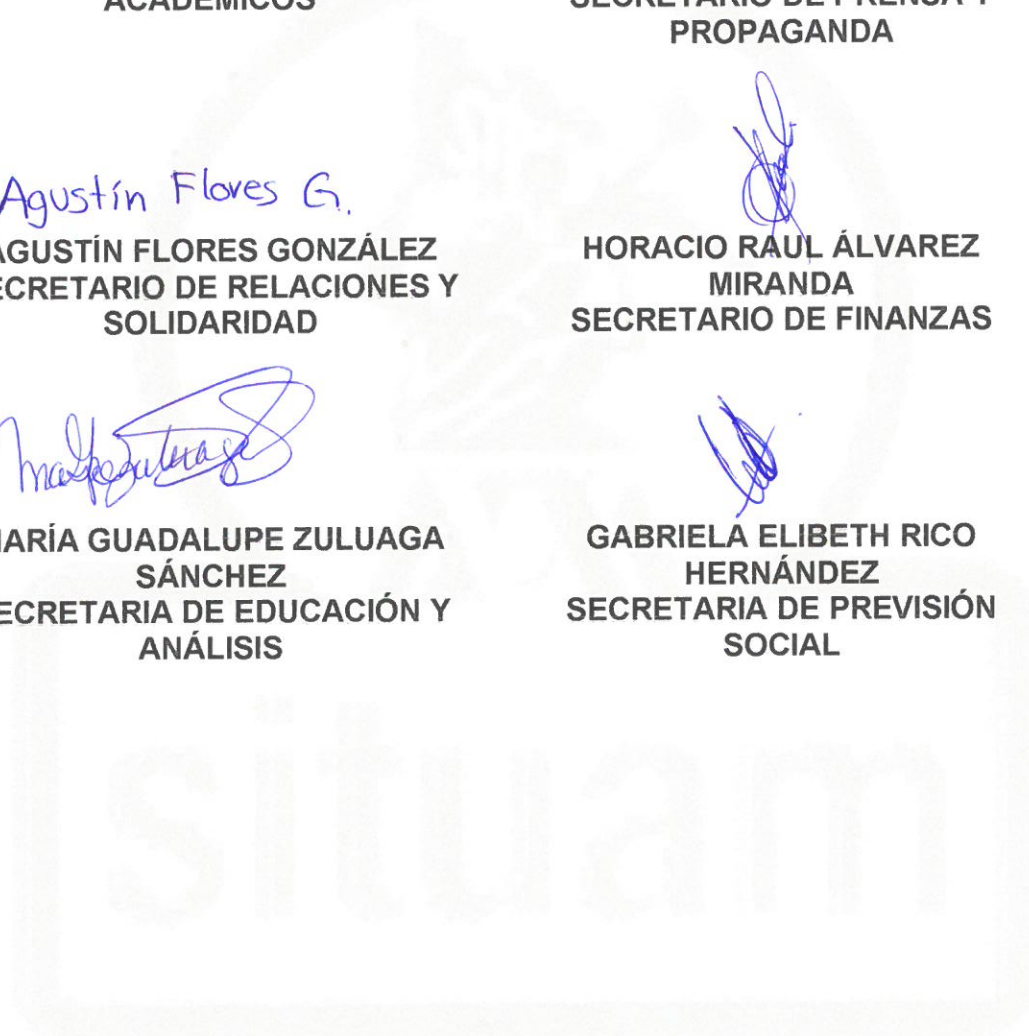 ACADÉMICOS
SECRETARIO DE PRENSA Y
PROPAGANDA
Agustín Flores G.
AGUSTÍN FLORES GONZÁLEZ
SECRETARIO DE RELACIONES Y
SOLIDARIDAD
HORACIO RAUL ÁLVAREZ
MIRANDA
SECRETARIO DE FINANZAS
MARÍA GUADALUPE ZULUAGA
SÁNCHEZ
SECRETARIA DE EDUCACIÓN Y
ANÁLISIS
GABRIELA ELIBETH RICO
HERNÁNDEZ
SECRETARIA DE PREVISIÓN
SOCIAL
situam